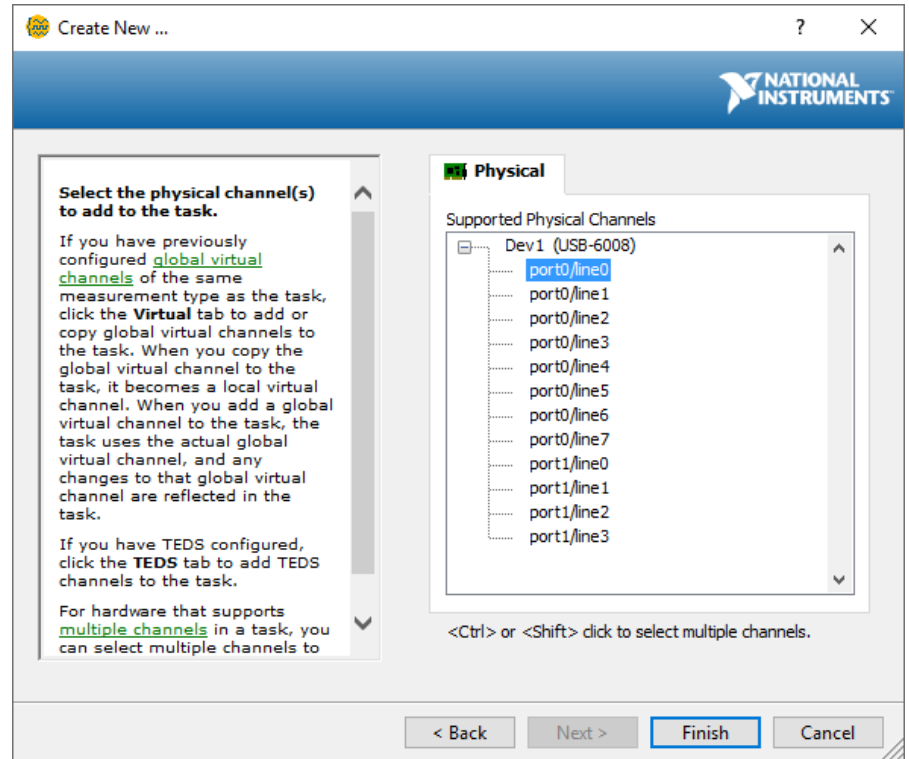 Create New ...
?
NATIONAL
INSTRUMENTS
Select the physical channel(s)
to add to the task.
If you have previously
configured global virtual
channels of the same
measurement type as the task,
click the Virtual tab to add or
copy global virtual channels to
the task. When you copy the
global virtual channel to the
task, it becomes a local virtual
channel. When you add a global
virtual channel to the task, the
task uses the actual global
virtual channel, and any
changes to that global virtual
channel are reflected in the
task.
If you have TEDS configured,
click the TEDS tab to add TEDS
channels to the task.
For hardware that supports
multiple channels in a task, you
can select multiple channels to
Physical
Supported Physical Channels
Dev1 (USB-6008)
port0/line0
port0/line1
port0/line2
port0/line3
port0/line4
port0/line5
port0/line6
port0/line7
port1/line0
port1/line1
port1/line2
port1/line3
<Ctrl> or <Shift> click to select multiple channels.
< Back
Next >
Finish
Cancel